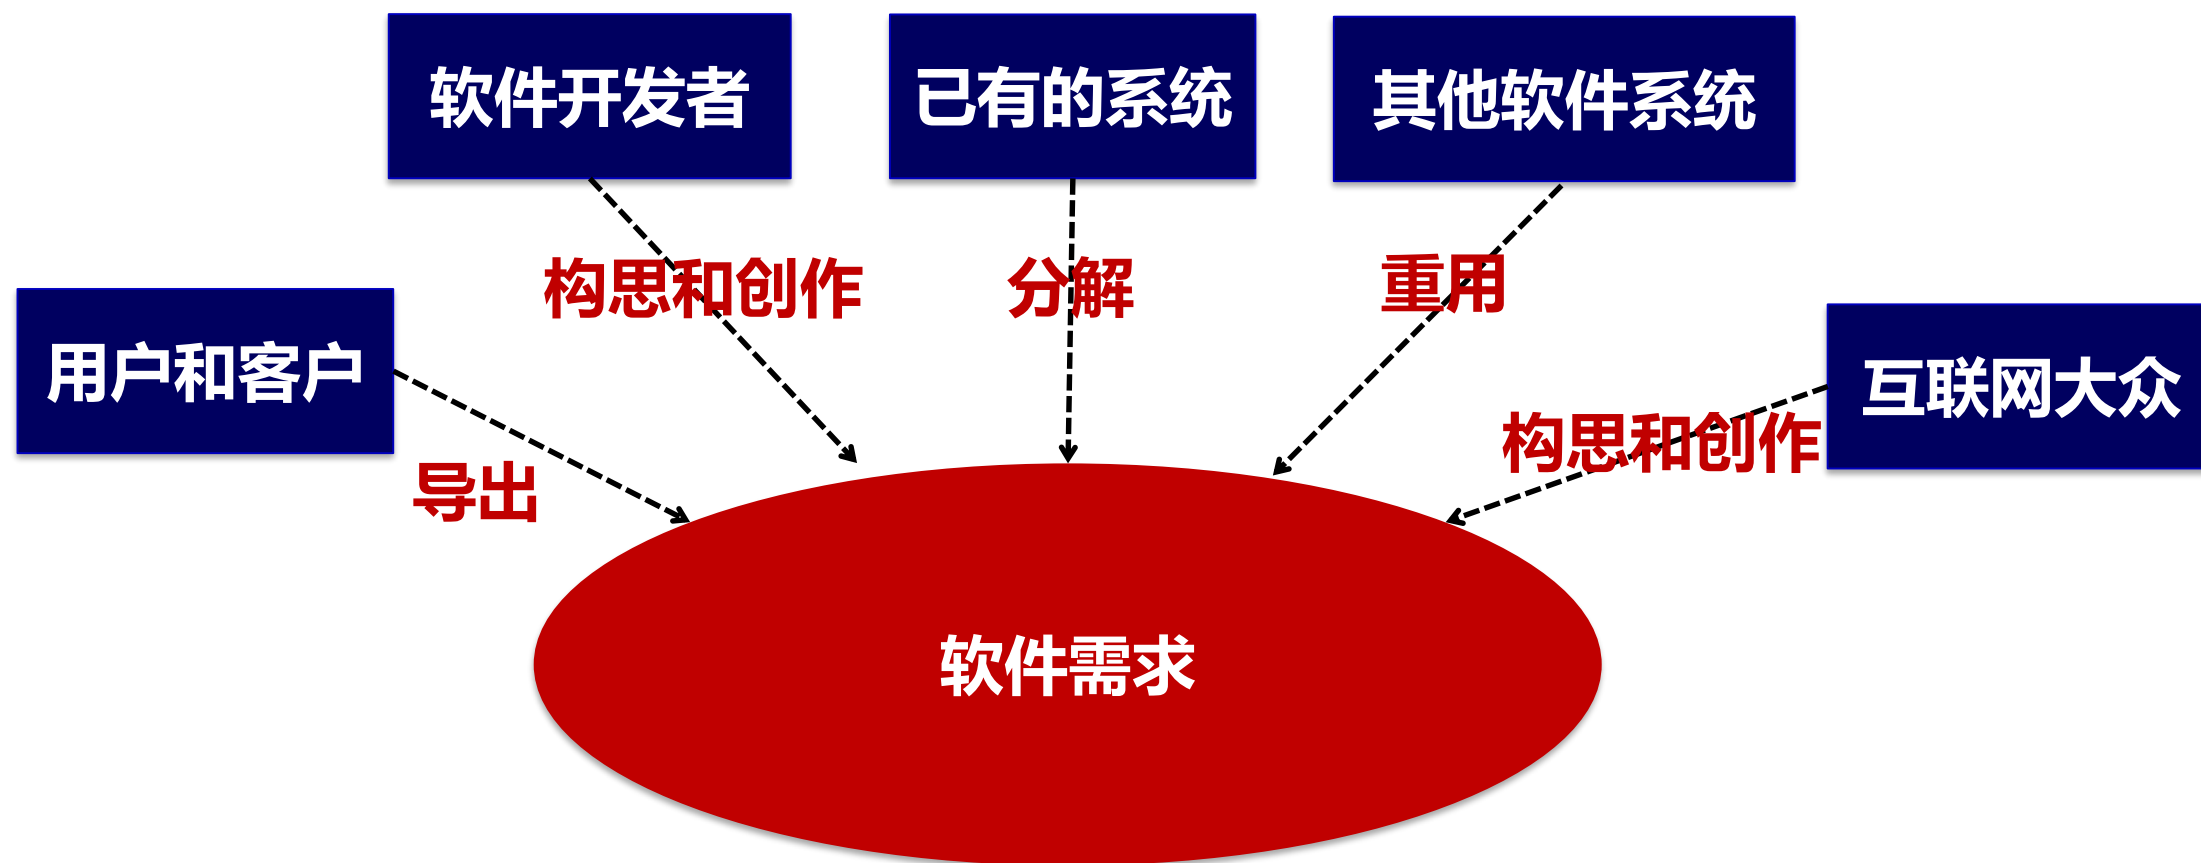 软件开发者
已有的系统
其他软件系统
构思和创作
分解
重用
用户和客户
互联网大众
导出
构思和创作
软件需求